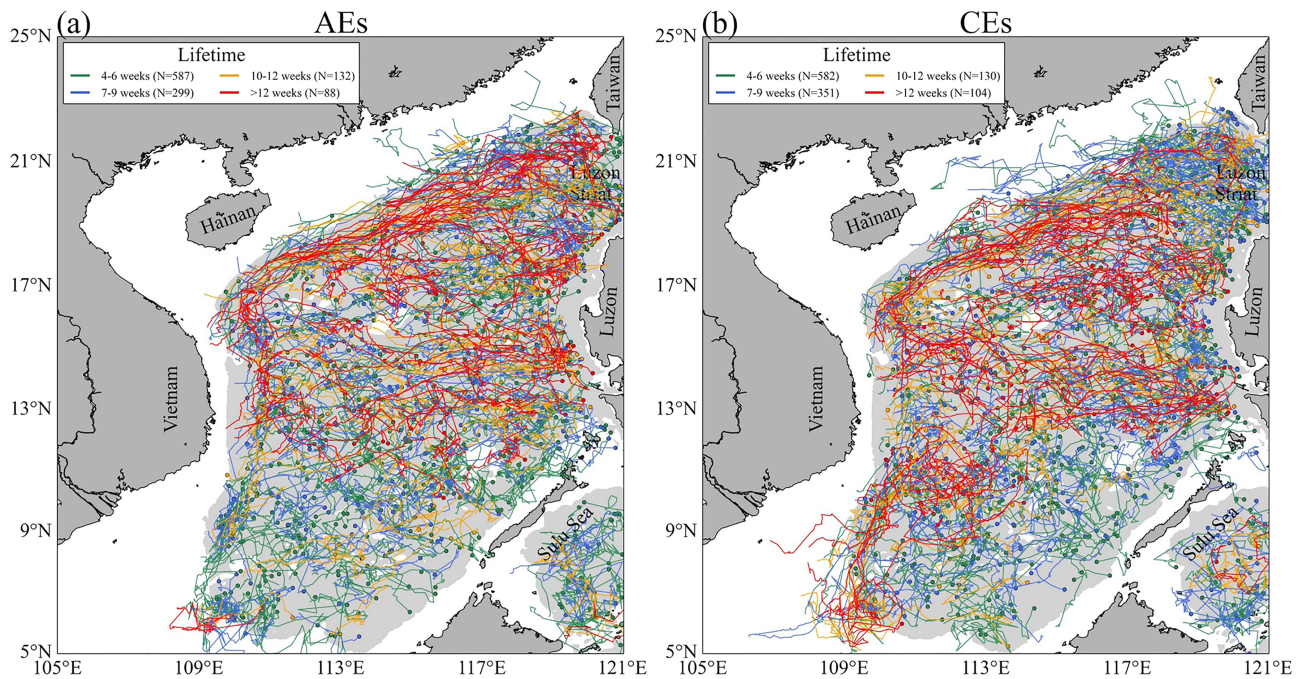 (a) AEs
25°N
21°N
17°N
13°N
9°N
5°N
105°E 109°E 113°E 117°E 121°E
Lifetime
4-6 weeks (N=587) 10-12 weeks (N=132)
7-9 weeks (N=299) >12 weeks (N=88)
Taiwan
Luzon
Striat
Hainan
Luzon
Vietnam
Sulu Sea
(b) CEs
25°N
21°N
17°N
13°N
9°N
5°N
105°E 109°E 113°E 117°E 121°E
Lifetime
4-6 weeks (N=582) 10-12 weeks (N=130)
7-9 weeks (N=351) >12 weeks (N=104)
Taiwan
Luzon
Striat
Hainan
Luzon
Vietnam
Sulu Sea